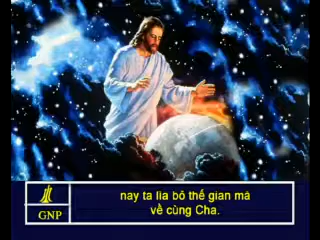 nay ta lìa bỏ thế gian mà
về cùng Cha.
GNP